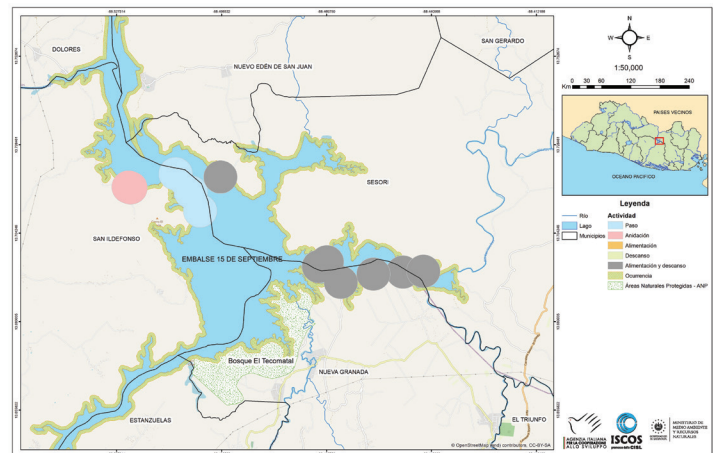 DOLORES
NUEVO EDÉN DE SAN JUAN
SAN GERARDO
SESORI
SAN ILDEFONSO
EMBALSE 15 DE SEPTIEMBRE
Bosque El Tecomatal
NUEVA GRANADA
ESTANZUELAS
EL TRIUNFO
© OpenStreetMap (and) contributors, CC-BY-SA
N
W
E
S
1:50,000
0 30 60 120 180 240
Km
PAISES VECINOS
OCEANO PACIFICO
Leyenda
Río
Lago
Municipios
Actividad
Paso
Anidación
Alimentación
Descanso
Alimentación y descanso
Ocurrencia
Áreas Naturales Protegidas - ANP
AGENZIA ITALIANA
PER LA COOPERAZIONE
ALLO SVILUPPO
ISCOS
MINISTERIO DE
MEDIO AMBIENTE
Y RECURSOS
NATURALES